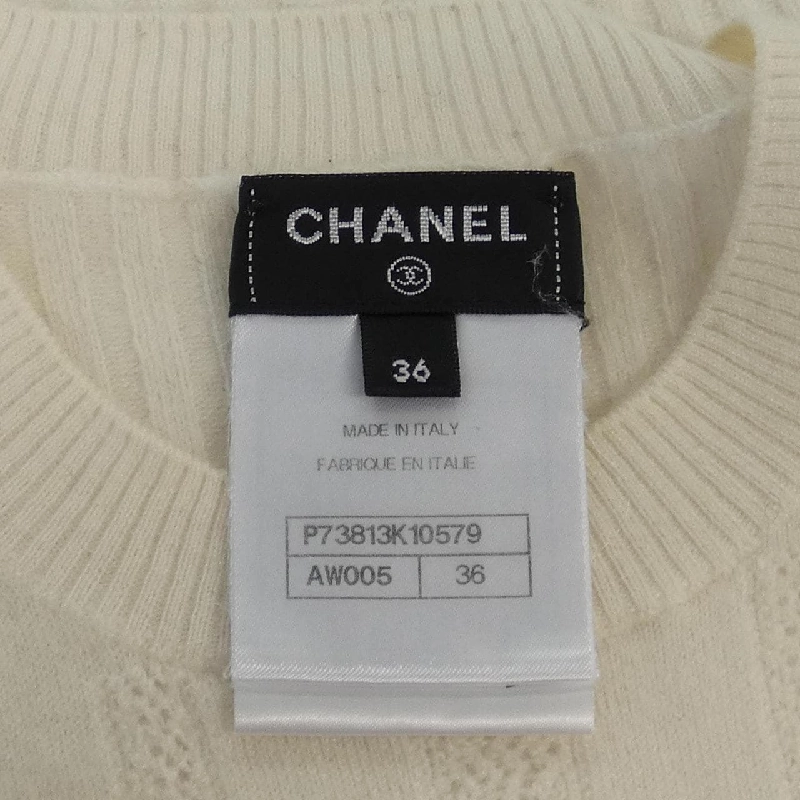 CHANEL
36
MADE IN ITALY
FABRIQUE EN ITALIE
P73813K10579
AW005 36